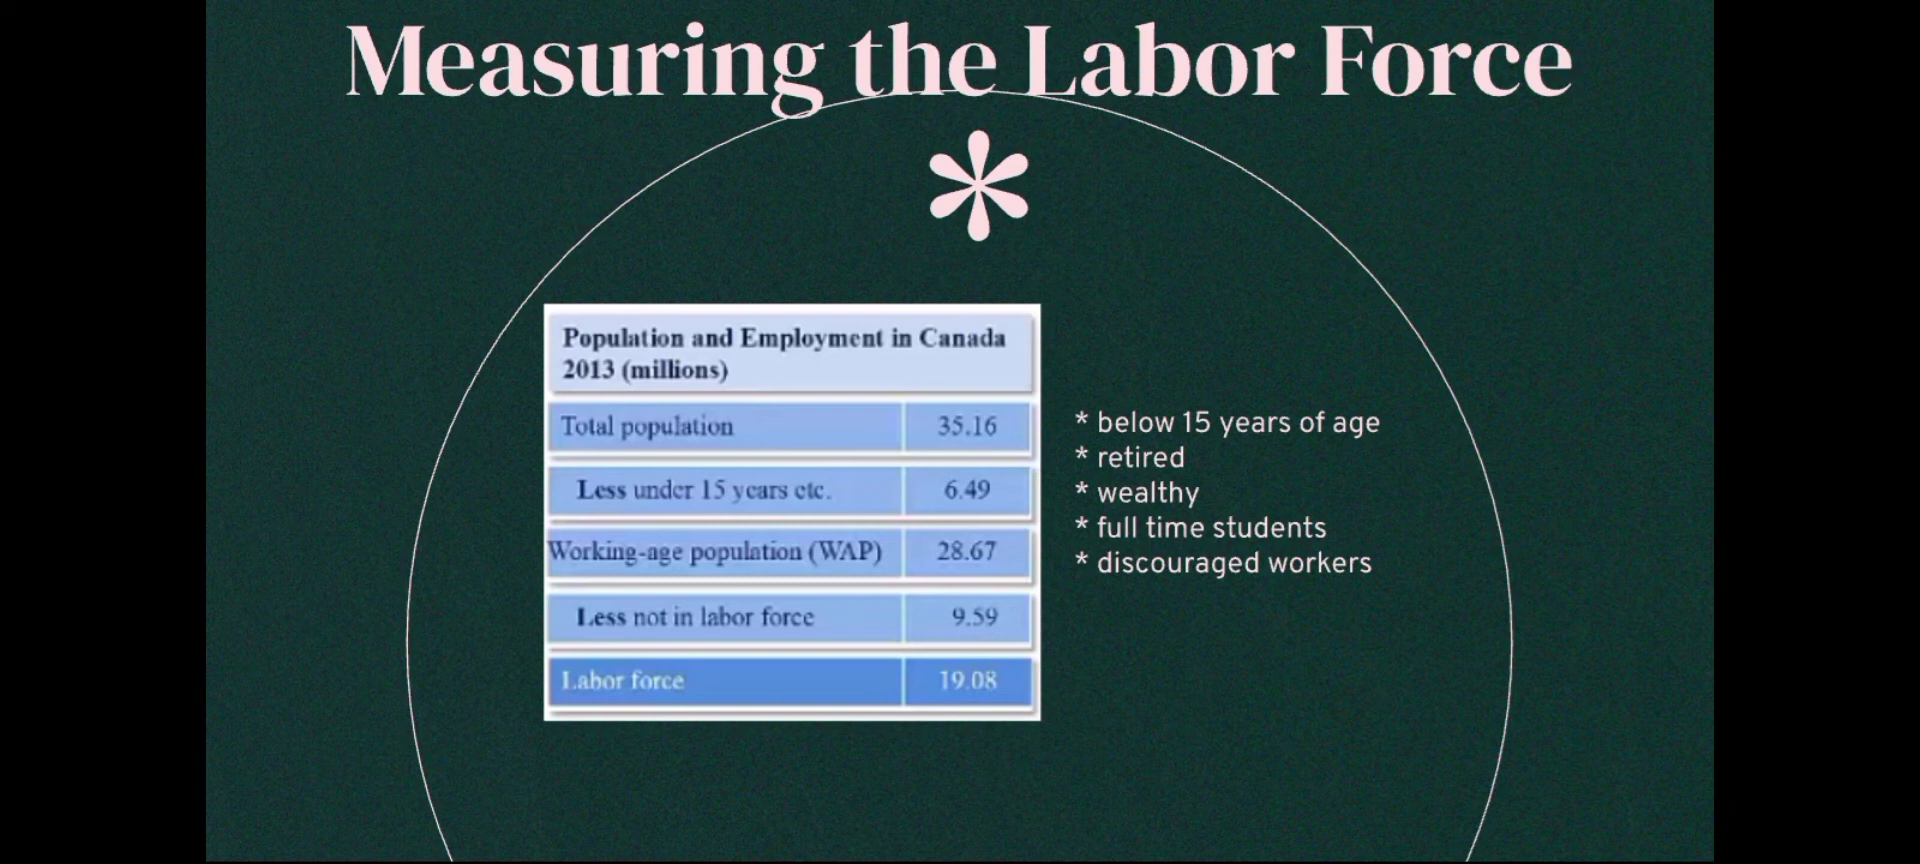 Measuring the Labor Force
Population and Employment in Canada
2013 (millions)
Total population 35.16
Less under 15 years etc. 6.49
Working-age population (WAP) 28.67
Less not in labor force 9.59
Labor force 19.08
* below 15 years of age
* retired
* wealthy
* full time students
* discouraged workers